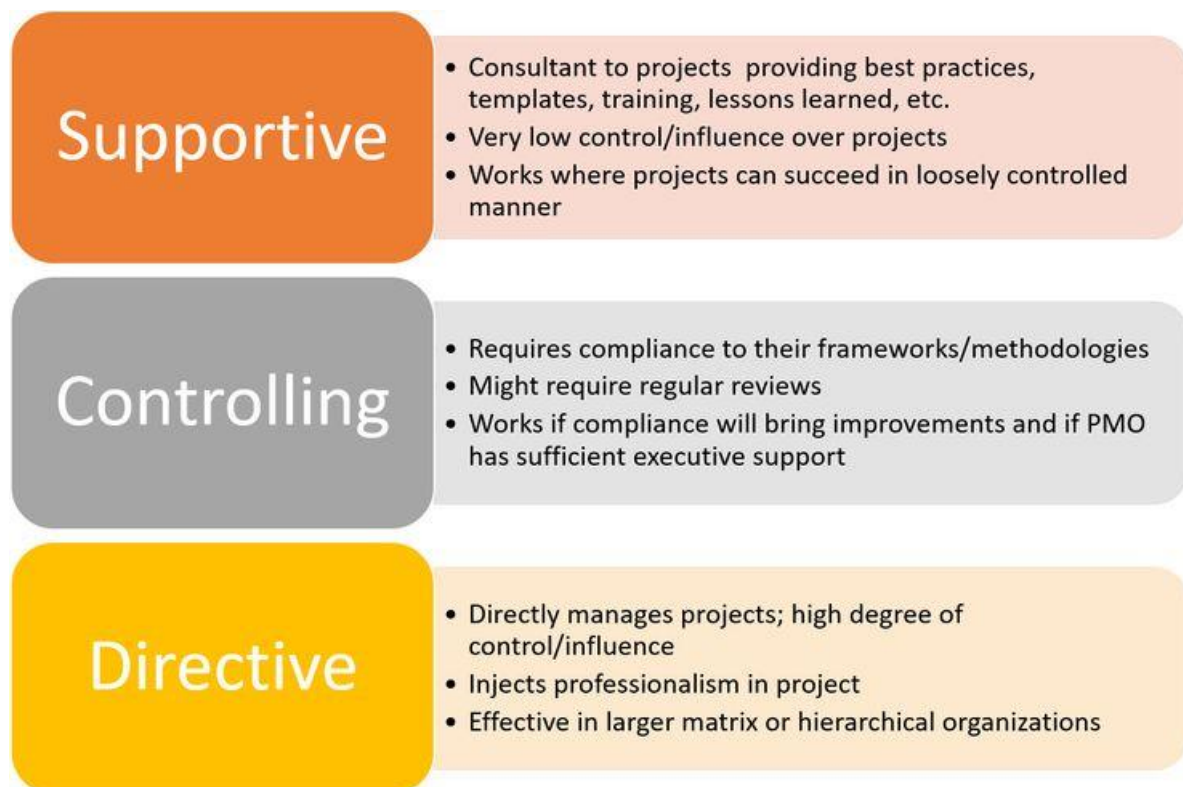 Supportive
• Consultant to projects  providing best practices,
templates, training, lessons learned, etc.
• Very low control/influence over projects
• Works where projects can succeed in loosely controlled
manner
Controlling
• Requires compliance to their frameworks/methodologies
• Might require regular reviews
• Works if compliance will bring improvements and if PMO
has sufficient executive support
Directive
• Directly manages projects; high degree of
control/influence
• Injects professionalism in project
• Effective in larger matrix or hierarchical organizations